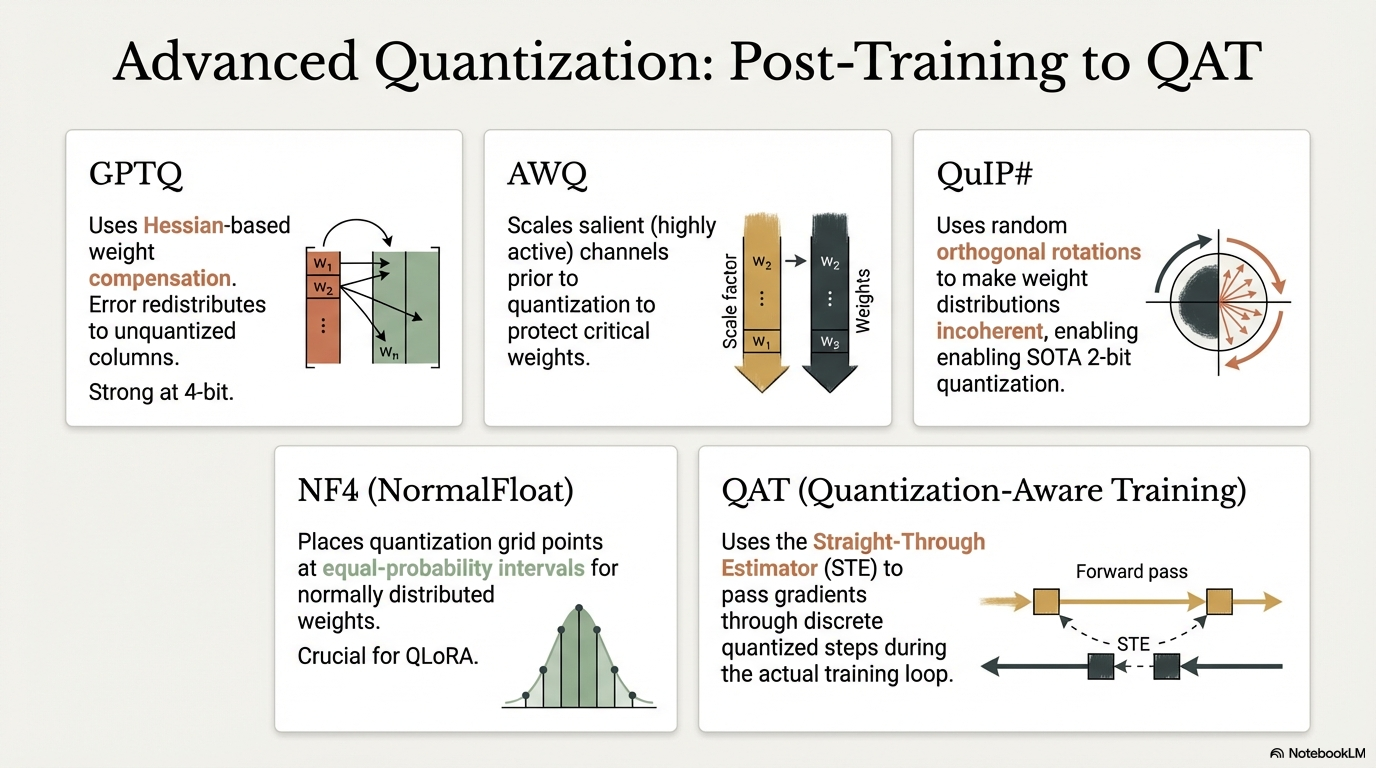 Advanced Quantization: Post-Training to QAT
GPTQ
Uses Hessian-based
weight
compensation.
Error redistributes
to unquantized
columns.
Strong at 4-bit.
w₁
w₂
⋮
wₙ
AWQ
Scales salient (highly
active) channels
prior to
quantization to
protect critical
weights.
Scale factor
w₂
⋮
w₁
w₂
⋮
w₃
Weights
QuIP#
Uses random
orthogonal rotations
to make weight
distributions
incoherent, enabling
enabling SOTA 2-bit
quantization.
NF4 (NormalFloat)
Places quantization grid points
at equal-probability intervals for
normally distributed
weights.
Crucial for QLoRA.
QAT (Quantization-Aware Training)
Uses the Straight-Through
Estimator (STE) to
pass gradients
through discrete
quantized steps during
the actual training loop.
Forward pass
STE
NotebookLM